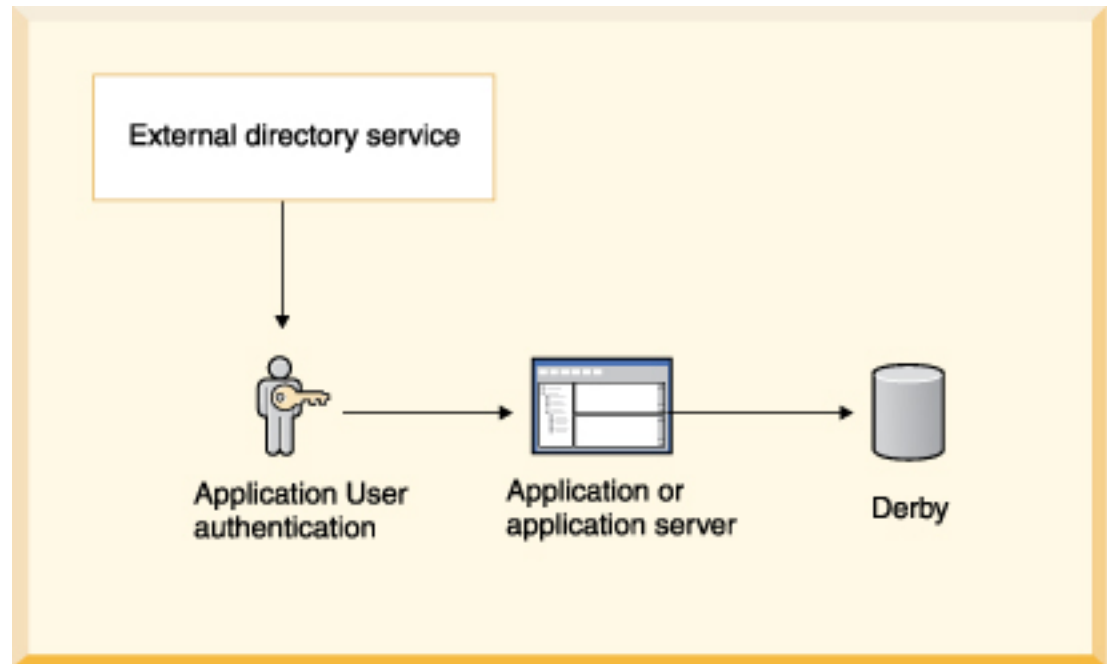 External directory service
Application User
authentication
Application or
application server
Derby